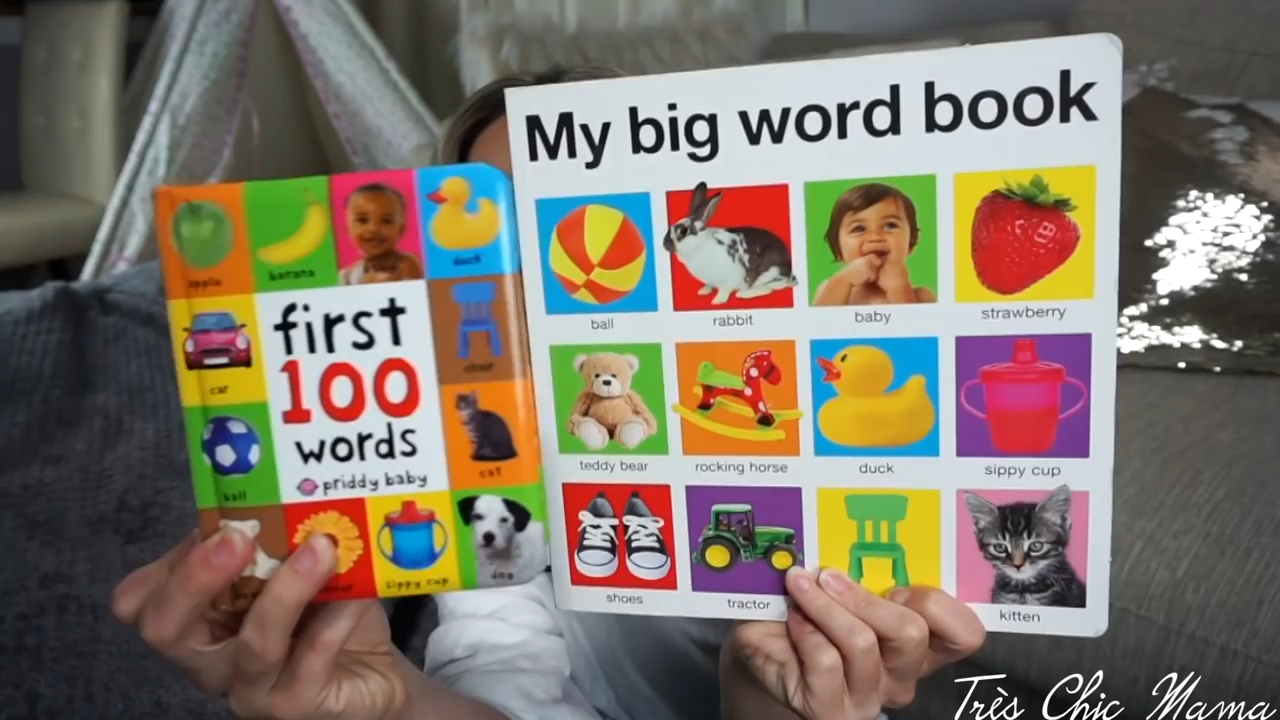 apple
banana
duck
car
chair
ball
cat
first
100
words
priddy baby
sippy cup
dog
My big word book
ball
rabbit
baby
strawberry
teddy bear
rocking horse
duck
sippy cup
shoes
tractor
kitten
Très Chic Mama